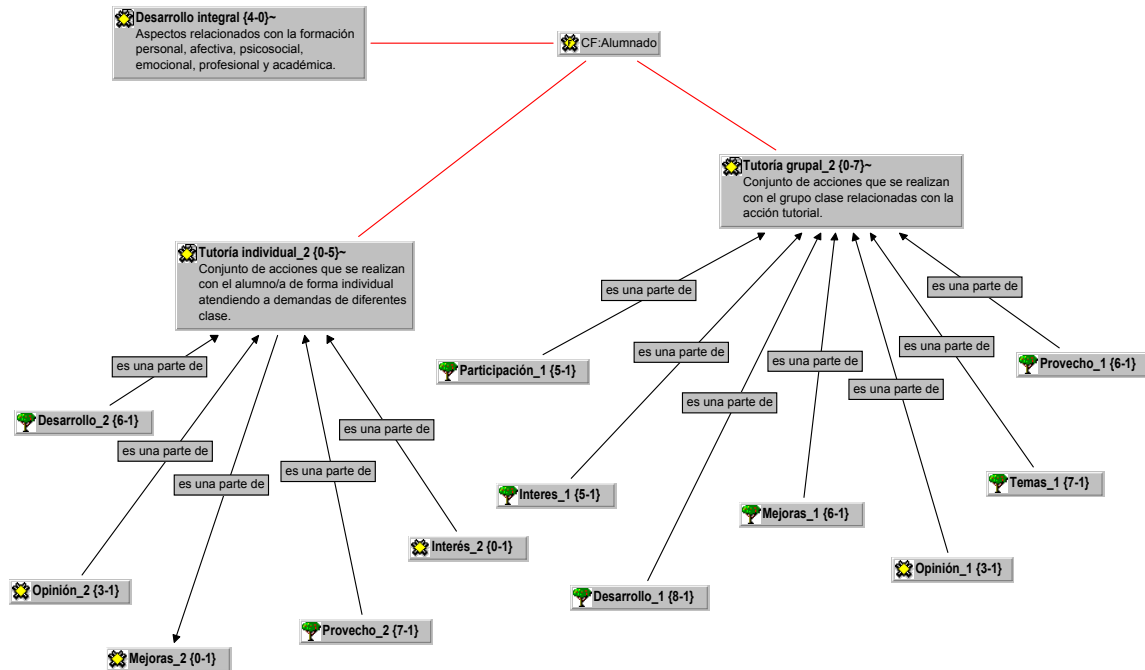 Desarrollo integral {4-0}~
Aspectos relacionados con la formación
personal, afectiva, psicosocial,
emocional, profesional y académica.
CF:Alumnado
Tutoría grupal_2 {0-7}~
Conjunto de acciones que se realizan
con el grupo clase relacionadas con la
acción tutorial.
Tutoría individual_2 {0-5}~
Conjunto de acciones que se realizan
con el alumno/a de forma individual
atendiendo a demandas de diferentes
clase.
es una parte de
es una parte de
es una parte de
es una parte de
es una parte de
es una parte de
es una parte de
es una parte de
es una parte de
es una parte de
es una parte de
es una parte de
Participación_1 {5-1}
Provecho_1 {6-1}
Desarrollo_2 {6-1}
Interes_1 {5-1}
Temas_1 {7-1}
Mejoras_1 {6-1}
Interés_2 {0-1}
Opinión_2 {3-1}
Opinión_1 {3-1}
Desarrollo_1 {8-1}
Provecho_2 {7-1}
Mejoras_2 {0-1}